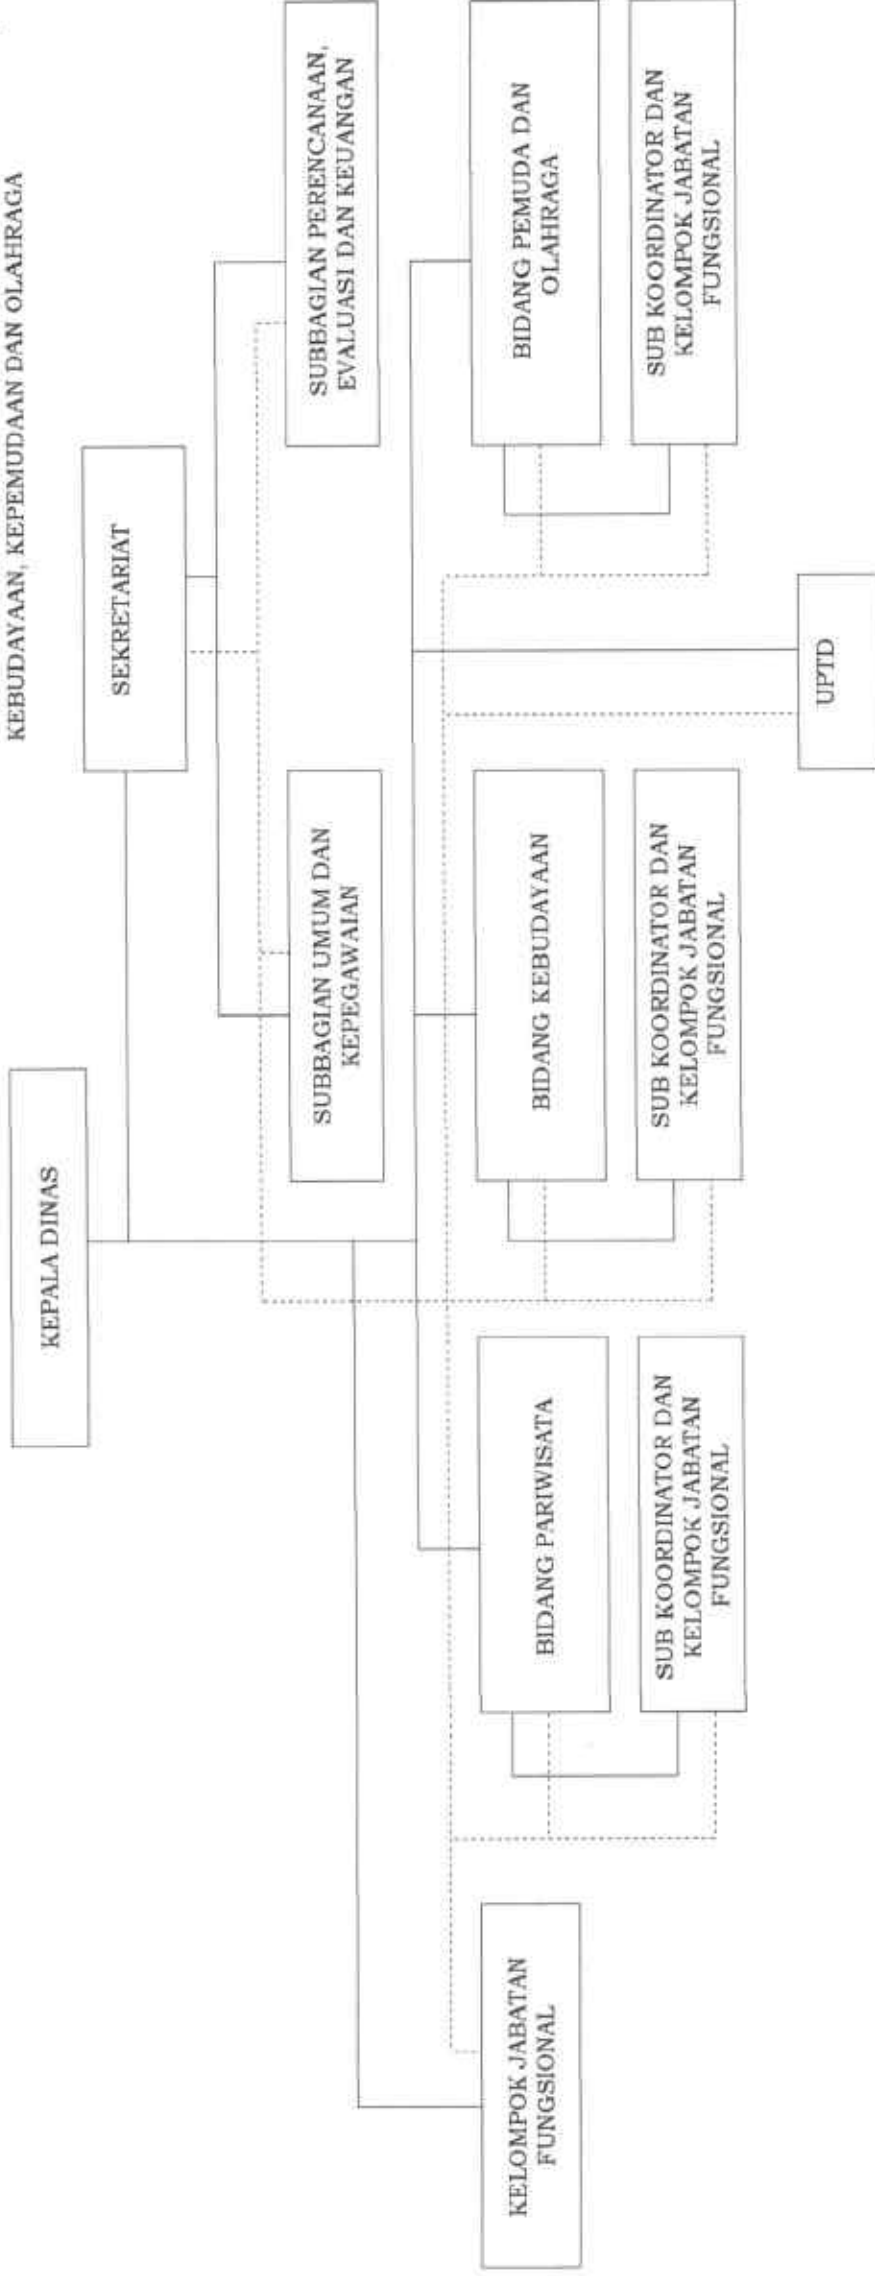 KEBUDAYAAN, KEPEMUDAAN DAN OLAHRAGA
KEPALA DINAS
SEKRETARIAT
SUBBAGIAN UMUM DAN
KEPEGAWAIAN
SUBBAGIAN PERENCANAAN,
EVALUASI DAN KEUANGAN
KELOMPOK JABATAN
FUNGSIONAL
BIDANG PARIWISATA
BIDANG KEBUDAYAAN
BIDANG PEMUDA DAN
OLAHRAGA
SUB KOORDINATOR DAN
KELOMPOK JABATAN
FUNGSIONAL
SUB KOORDINATOR DAN
KELOMPOK JABATAN
FUNGSIONAL
SUB KOORDINATOR DAN
KELOMPOK JABATAN
FUNGSIONAL
UPTD